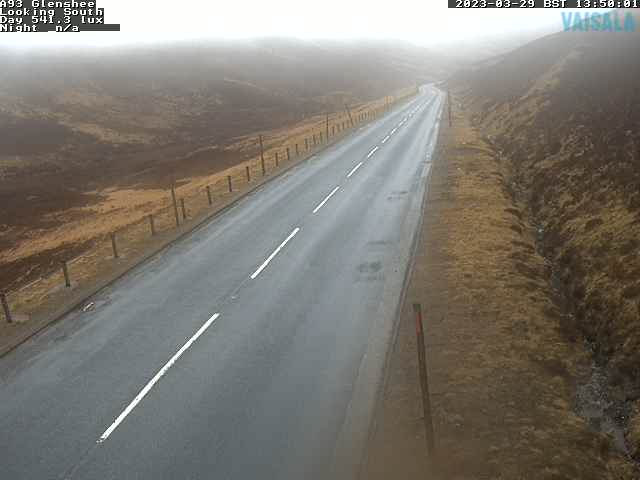 A93 Glenshee
Looking South
Day 541.3 lux
Night n/a
2023-03-29 BST 13:50:01
VAISALA